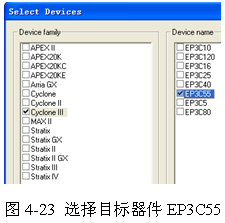 Select Devices
Device family
APEX II
APEX20K
APEX20KC
APEX20KE
Arria GX
Cyclone
Cyclone II
Cyclone III
MAX II
Stratix
Stratix GX
Stratix II
Stratix II GX
Stratix III
Stratix IV
Device name
EP3C10
EP3C120
EP3C16
EP3C25
EP3C40
EP3C55
EP3C5
EP3C80
图 4-23 选择目标器件 EP3C55